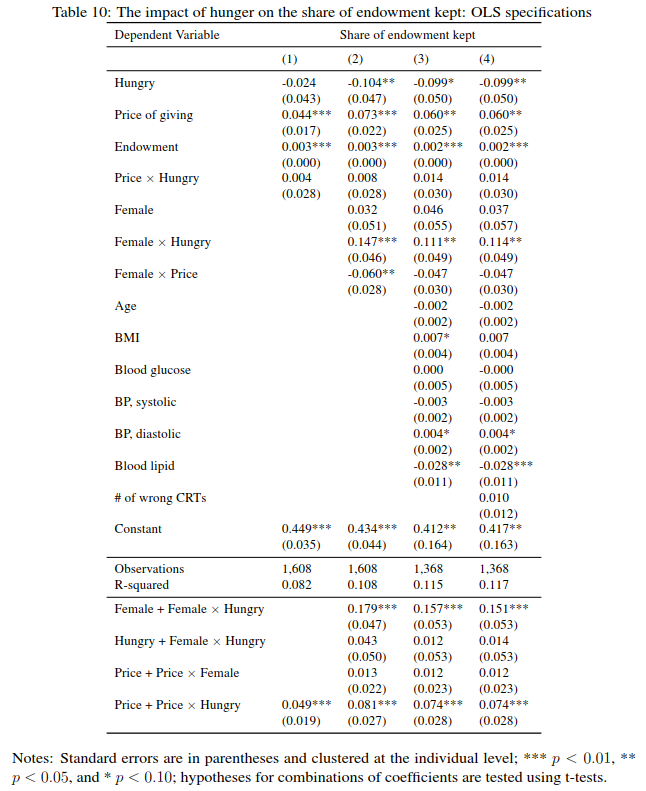 Table 10: The impact of hunger on the share of endowment kept: OLS specifications
Dependent Variable Share of endowment kept
(1) (2) (3) (4)
Hungry -0.024 -0.104** -0.099* -0.099**
(0.043) (0.047) (0.050) (0.050)
Price of giving 0.044*** 0.073*** 0.060** 0.060**
(0.017) (0.022) (0.025) (0.025)
Endowment 0.003*** 0.003*** 0.002*** 0.002***
(0.000) (0.000) (0.000) (0.000)
Price × Hungry 0.004 0.008 0.014 0.014
(0.028) (0.028) (0.030) (0.030)
Female 0.032 0.046 0.037
(0.051) (0.055) (0.057)
Female × Hungry 0.147*** 0.111** 0.114**
(0.046) (0.049) (0.049)
Female × Price -0.060** -0.047 -0.047
(0.028) (0.030) (0.030)
Age -0.002 -0.002
(0.002) (0.002)
BMI 0.007* 0.007
(0.004) (0.004)
Blood glucose 0.000 -0.000
(0.005) (0.005)
BP, systolic -0.003 -0.003
(0.002) (0.002)
BP, diastolic 0.004* 0.004*
(0.002) (0.002)
Blood lipid -0.028** -0.028***
(0.011) (0.011)
# of wrong CRTs 0.010
(0.012)
Constant 0.449*** 0.434*** 0.412** 0.417**
(0.035) (0.044) (0.164) (0.163)
Observations 1,608 1,608 1,368 1,368
R-squared 0.082 0.108 0.115 0.117
Female + Female × Hungry 0.179*** 0.157*** 0.151***
(0.047) (0.053) (0.053)
Hungry + Female × Hungry 0.043 0.012 0.014
(0.050) (0.053) (0.053)
Price + Price × Female 0.013 0.012 0.012
(0.022) (0.023) (0.023)
Price + Price × Hungry 0.049*** 0.081*** 0.074*** 0.074***
(0.019) (0.027) (0.028) (0.028)
Notes: Standard errors are in parentheses and clustered at the individual level; *** p < 0.01, **
p < 0.05, and * p < 0.10; hypotheses for combinations of coefficients are tested using t-tests.